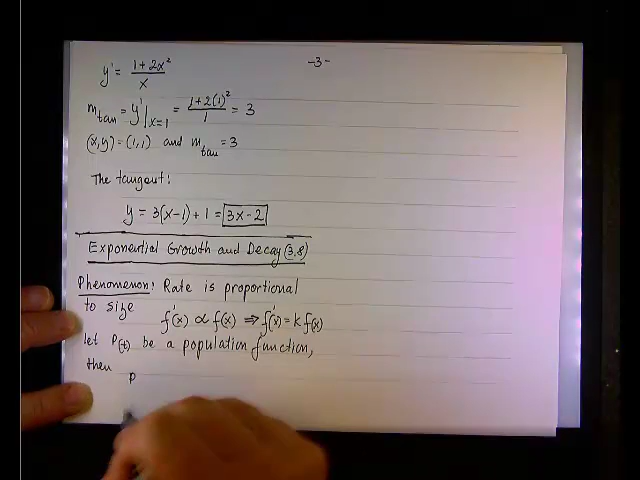 -3-
y' = (1+2x²)/x
m_tan = y'|_x=1 = (1+2(1)²)/1 = 3
(x,y) = (1,1) and m_tan = 3
The tangent:
y = 3(x-1)+1 = 3x-2
Exponential Growth and Decay (3.8)
Phenomenon: Rate is proportional
to size
f'(x) ∝ f(x) ⇒ f'(x) = k f(x)
let P(t) be a population function,
then
P